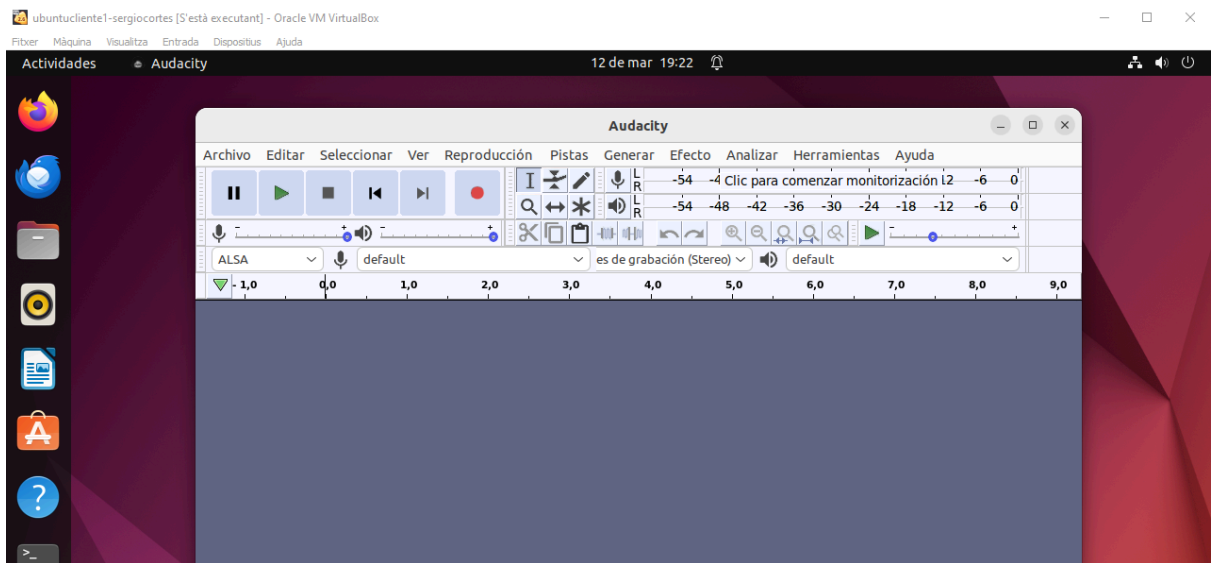 ubuntucliente1-sergiocortes [S'està executant] - Oracle VM VirtualBox
Fitxer Màquina Visualitza Entrada Dispositius Ajuda
Actividades Audacity 12 de mar 19:22
Audacity
Archivo Editar Seleccionar Ver Reproducción Pistas Generar Efecto Analizar Herramientas Ayuda
L
R
-54 -4 Clic para comenzar monitorización 12 -6 0
L
R
-54 -48 -42 -36 -30 -24 -18 -12 -6 0
- + - + - +
ALSA default es de grabación (Stereo) default
- 1,0 0,0 1,0 2,0 3,0 4,0 5,0 6,0 7,0 8,0 9,0
A
?
>_